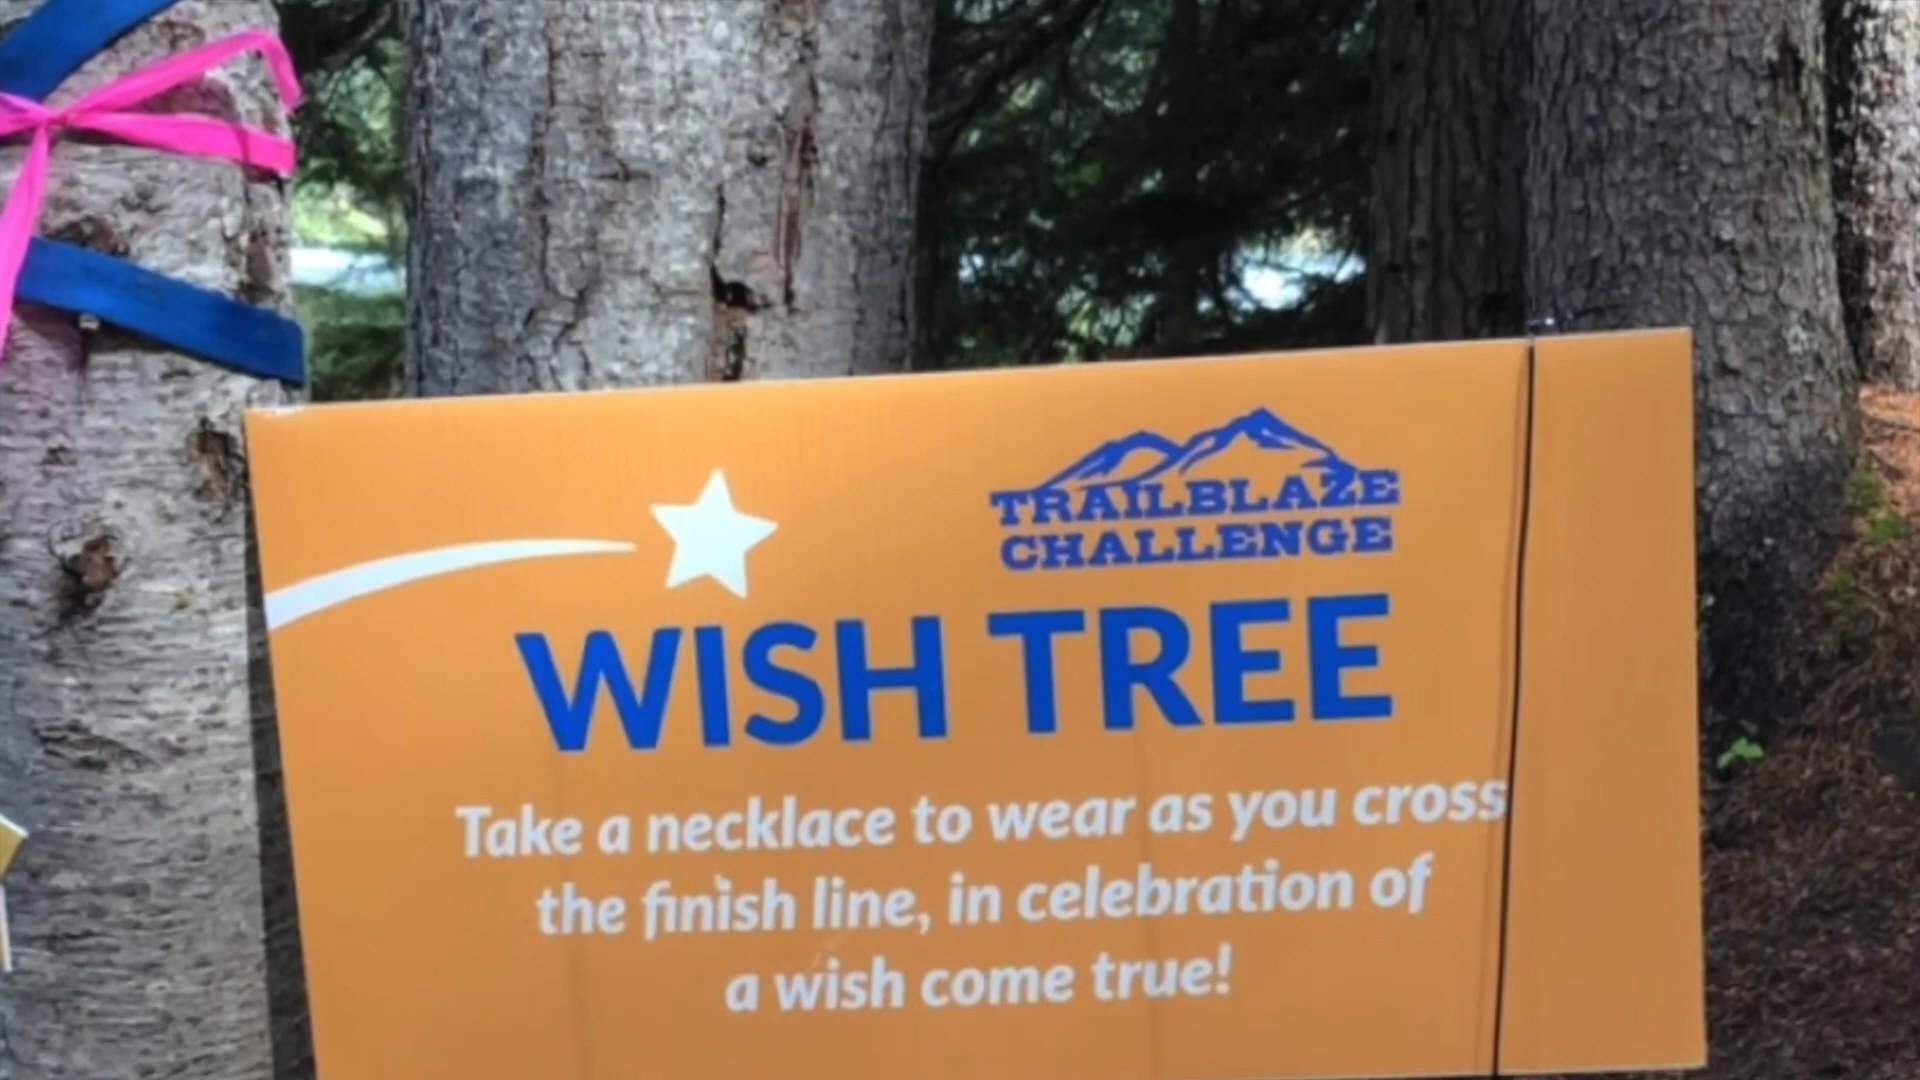 TRAILBLAZE
CHALLENGE
WISH TREE
Take a necklace to wear as you cross
the finish line, in celebration of
a wish come true!